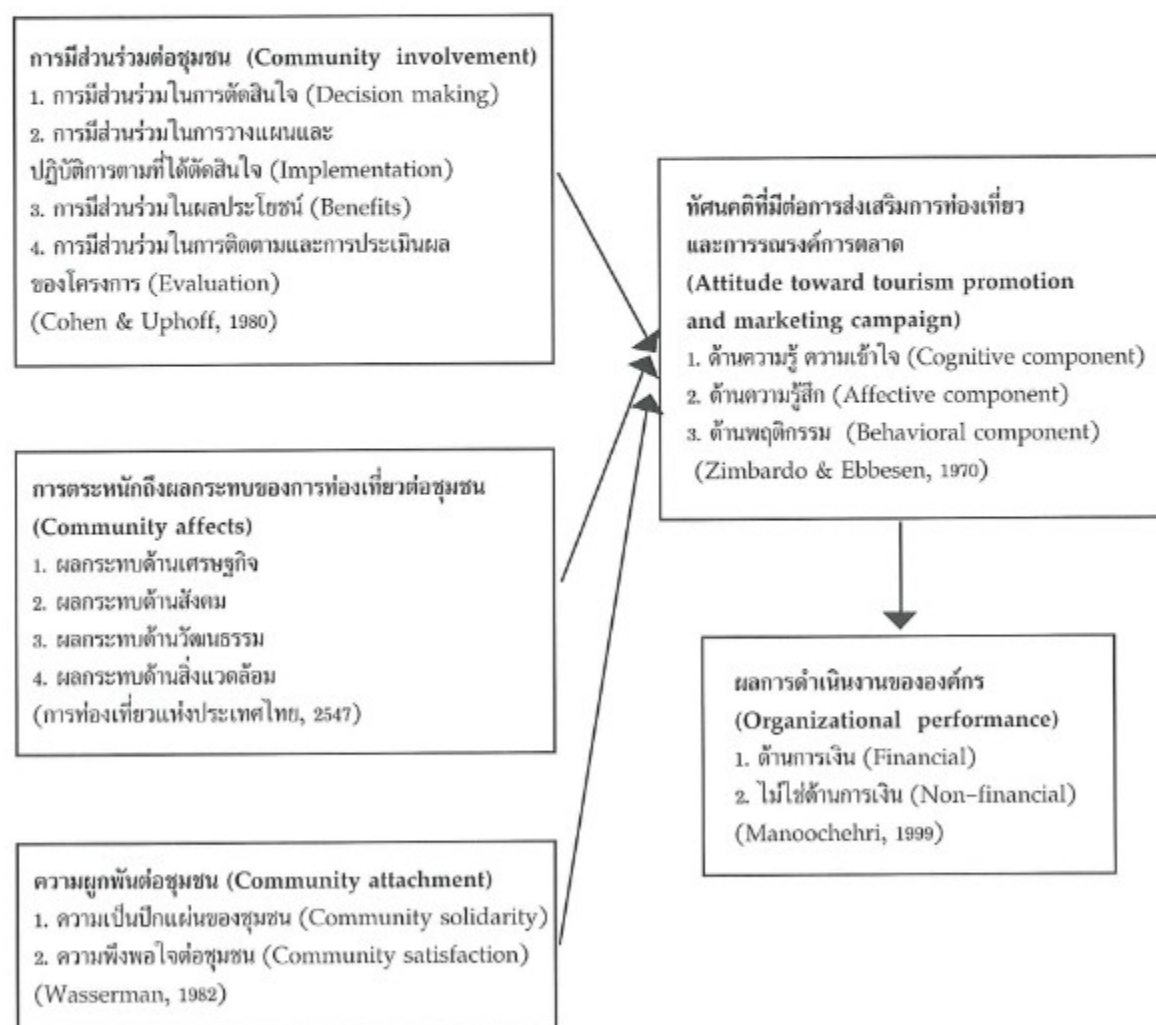 การมีส่วนร่วมต่อชุมชน (Community involvement)
1. การมีส่วนร่วมในการตัดสินใจ (Decision making)
2. การมีส่วนร่วมในการวางแผนและ
ปฏิบัติการตามที่ได้ตัดสินใจ (Implementation)
3. การมีส่วนร่วมในผลประโยชน์ (Benefits)
4. การมีส่วนร่วมในการติดตามและการประเมินผล
ของโครงการ (Evaluation)
(Cohen & Uphoff, 1980)
การตระหนักถึงผลกระทบของการท่องเที่ยวต่อชุมชน
(Community affects)
1. ผลกระทบด้านเศรษฐกิจ
2. ผลกระทบด้านสังคม
3. ผลกระทบด้านวัฒนธรรม
4. ผลกระทบด้านสิ่งแวดล้อม
(การท่องเที่ยวแห่งประเทศไทย, 2547)
ความผูกพันต่อชุมชน (Community attachment)
1. ความเป็นปึกแผ่นของชุมชน (Community solidarity)
2. ความพึงพอใจต่อชุมชน (Community satisfaction)
(Wasserman, 1982)
ทัศนคติที่มีต่อการส่งเสริมการท่องเที่ยว
และการรณรงค์การตลาด
(Attitude toward tourism promotion
and marketing campaign)
1. ด้านความรู้ ความเข้าใจ (Cognitive component)
2. ด้านความรู้สึก (Affective component)
3. ด้านพฤติกรรม (Behavioral component)
(Zimbardo & Ebbesen, 1970)
ผลการดำเนินงานขององค์กร
(Organizational performance)
1. ด้านการเงิน (Financial)
2. ไม่ใช่ด้านการเงิน (Non-financial)
(Manoochehri, 1999)